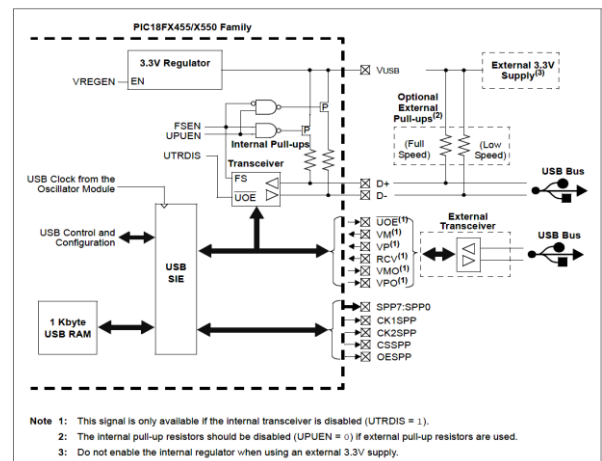 PIC18FX455/X550 Family
3.3V Regulator
VREGEN
EN
VUSB
External 3.3V
Supply(3)
Optional
External
Pull-ups(2)
FSEN
UPUEN
P
P
Internal Pull-ups
(Full
Speed)
(Low
Speed)
UTRDIS
Transceiver
FS
UOE
USB Bus
D+
D-
USB Clock from the
Oscillator Module
USB Control and
Configuration
USB
SIE
UOE(1)
VM(1)
VP(1)
RCV(1)
VMO(1)
VPO(1)
External
Transceiver
USB Bus
1 Kbyte
USB RAM
SPP7:SPP0
CK1SPP
CK2SPP
CSSPP
OESPP
Note 1: This signal is only available if the internal transceiver is disabled (UTRDIS = 1).
2: The internal pull-up resistors should be disabled (UPUEN = 0) if external pull-up resistors are used.
3: Do not enable the internal regulator when using an external 3.3V supply.